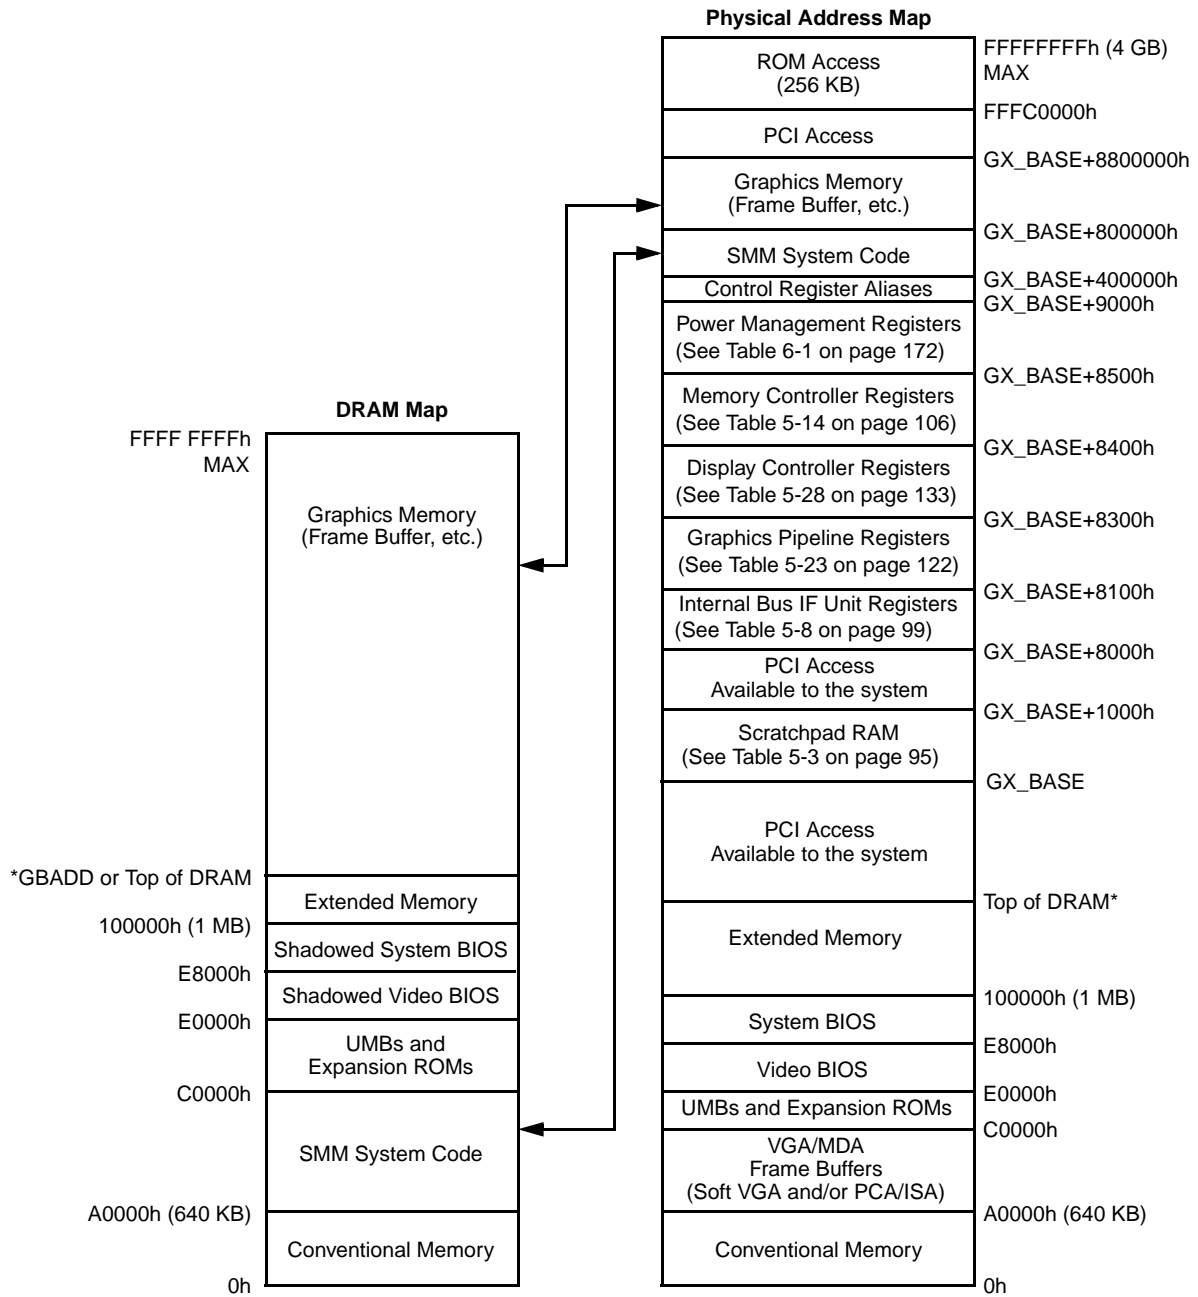 Physical Address Map
ROM Access
(256 KB)
FFFFFFFFh (4 GB)
MAX
FFFC0000h
PCI Access
GX_BASE+8800000h
Graphics Memory
(Frame Buffer, etc.)
GX_BASE+800000h
SMM System Code
GX_BASE+400000h
Control Register Aliases
GX_BASE+9000h
Power Management Registers
(See Table 6-1 on page 172)
GX_BASE+8500h
Memory Controller Registers
(See Table 5-14 on page 106)
GX_BASE+8400h
Display Controller Registers
(See Table 5-28 on page 133)
GX_BASE+8300h
Graphics Pipeline Registers
(See Table 5-23 on page 122)
GX_BASE+8100h
Internal Bus IF Unit Registers
(See Table 5-8 on page 99)
GX_BASE+8000h
PCI Access
Available to the system
GX_BASE+1000h
Scratchpad RAM
(See Table 5-3 on page 95)
GX_BASE
PCI Access
Available to the system
Top of DRAM*
Extended Memory
100000h (1 MB)
System BIOS
E8000h
Video BIOS
E0000h
UMBs and Expansion ROMs
C0000h
VGA/MDA
Frame Buffers
(Soft VGA and/or PCA/ISA)
A0000h (640 KB)
Conventional Memory
0h
DRAM Map
FFFF FFFFh
MAX
Graphics Memory
(Frame Buffer, etc.)
*GBADD or Top of DRAM
Extended Memory
100000h (1 MB)
Shadowed System BIOS
E8000h
Shadowed Video BIOS
E0000h
UMBs and
Expansion ROMs
C0000h
SMM System Code
A0000h (640 KB)
Conventional Memory
0h